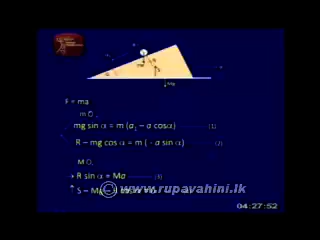 F = ma
m O,
mg sin α = m (a₁ – a cosα) (1)
R – mg cos α = m ( - a sin α) (2)
M O,
R sin α = Ma (3)
S – Mg –
©www.rupavahini.lk
04:27:52